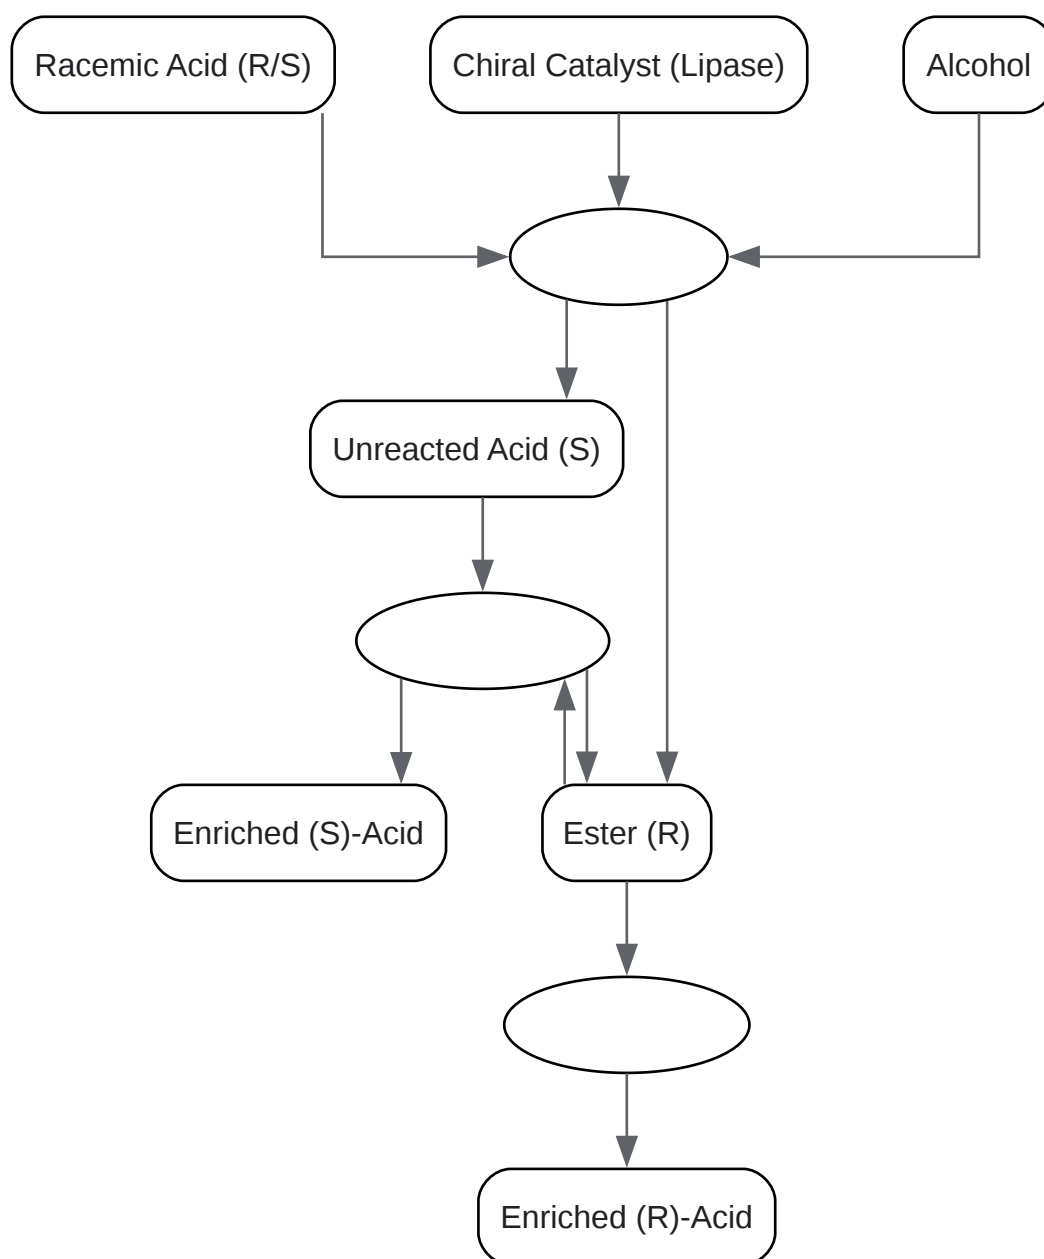 Racemic Acid (R/S)
Chiral Catalyst (Lipase)
Alcohol
Unreacted Acid (S)
Enriched (S)-Acid
Ester (R)
Enriched (R)-Acid